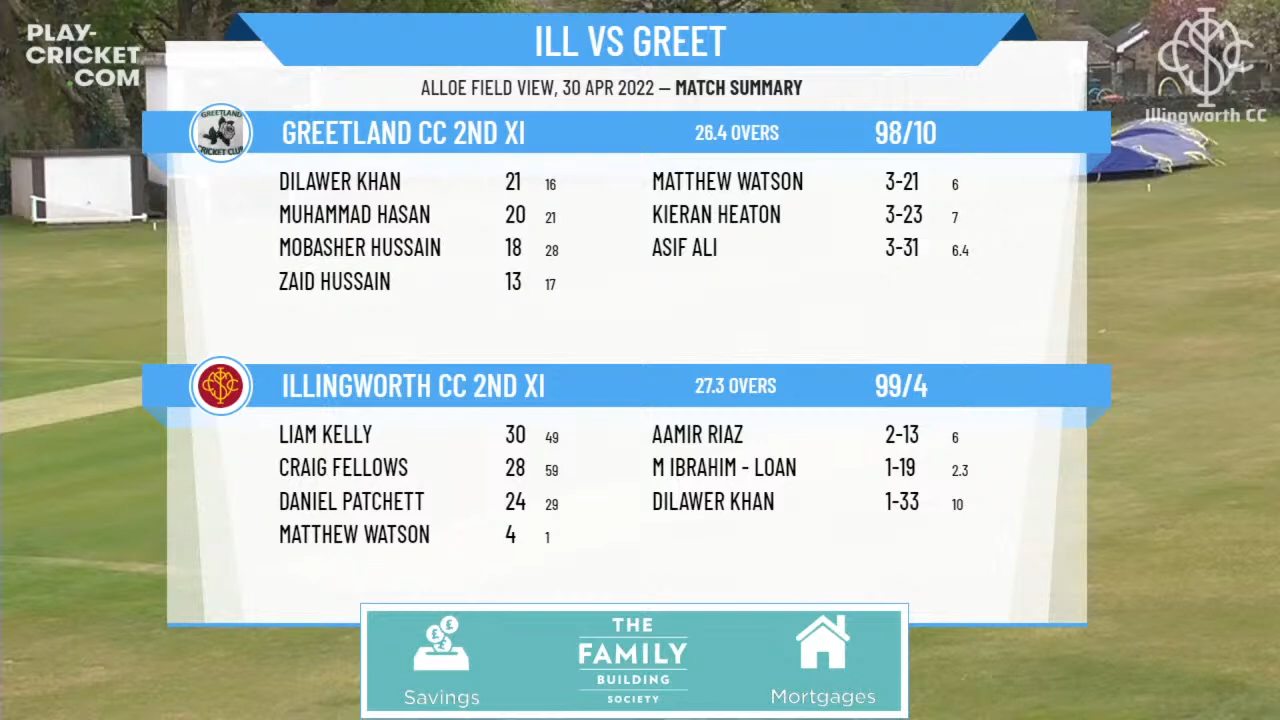 PLAY-
CRICKET
.COM
ILL VS GREET
Illingworth CC
ALLOE FIELD VIEW, 30 APR 2022 – MATCH SUMMARY
GREETLAND
CRICKET CLUB
GREETLAND CC 2ND XI 26.4 OVERS 98/10
DILAWER KHAN 21 16 MATTHEW WATSON 3-21 6
MUHAMMAD HASAN 20 21 KIERAN HEATON 3-23 7
MOBASHER HUSSAIN 18 28 ASIF ALI 3-31 6.4
ZAID HUSSAIN 13 17
ILLINGWORTH CC 2ND XI 27.3 OVERS 99/4
LIAM KELLY 30 49 AAMIR RIAZ 2-13 6
CRAIG FELLOWS 28 59 M IBRAHIM - LOAN 1-19 2.3
DANIEL PATCHETT 24 29 DILAWER KHAN 1-33 10
MATTHEW WATSON 4 1
Savings
THE
FAMILY
BUILDING
SOCIETY
Mortgages